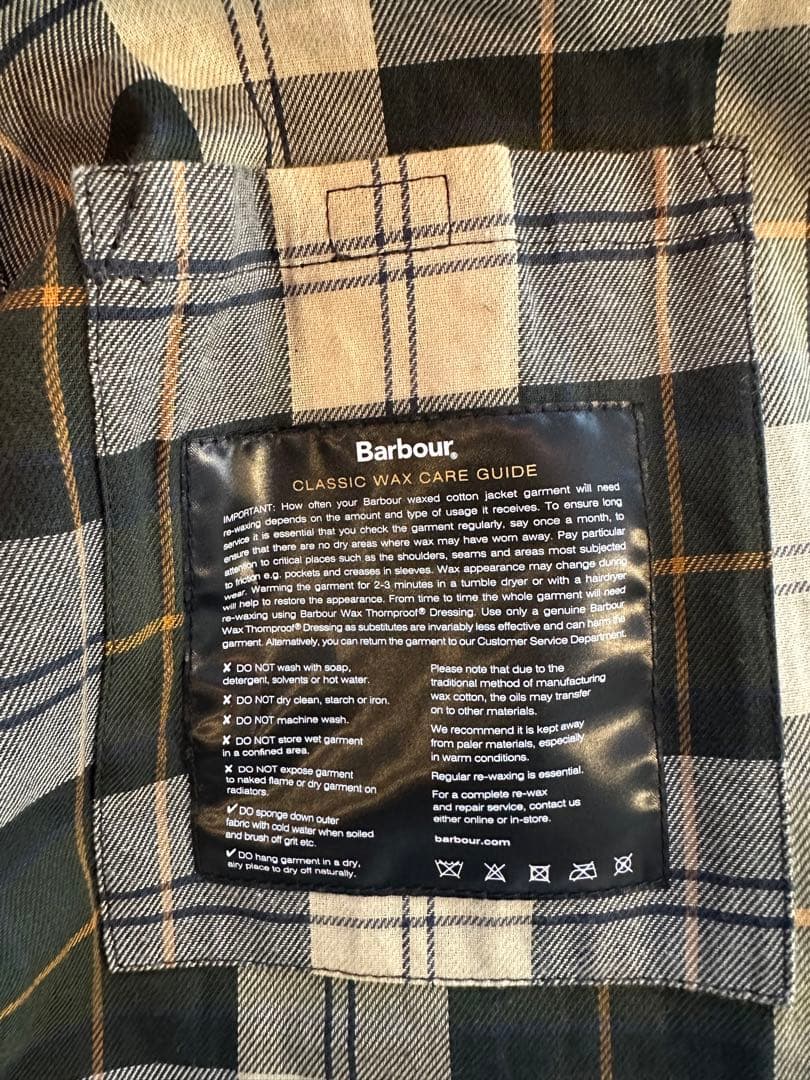 Barbour®
CLASSIC WAX CARE GUIDE
IMPORTANT: How often your Barbour waxed cotton jacket garment will need
re-waxing depends on the amount and type of usage it receives. To ensure long
service it is essential that you check the garment regularly, say once a month, to
ensure that there are no dry areas where wax may have worn away. Pay particular
attention to critical places such as the shoulders, seams and areas most subjected
to friction e.g. pockets and creases in sleeves. Wax appearance may change during
wear. Warming the garment for 2-3 minutes in a tumble dryer or with a hairdryer
will help to restore the appearance. From time to time the whole garment will need
re-waxing using Barbour Wax Thornproof® Dressing. Use only a genuine Barbour
Wax Thornproof® Dressing as substitutes are invariably less effective and can harm the
garment. Alternatively, you can return the garment to our Customer Service Department.
✘ DO NOT wash with soap,
detergent, solvents or hot water.
✘ DO NOT dry clean, starch or iron.
✘ DO NOT machine wash.
✘ DO NOT store wet garment
in a confined area.
✘ DO NOT expose garment
to naked flame or dry garment on
radiators.
✔ DO sponge down outer
fabric with cold water when soiled
and brush off grit etc.
✔ DO hang garment in a dry,
airy place to dry off naturally.
Please note that due to the
traditional method of manufacturing
wax cotton, the oils may transfer
on to other materials.
We recommend it is kept away
from paler materials, especially
in warm conditions.
Regular re-waxing is essential.
For a complete re-wax
and repair service, contact us
either online or in-store.
barbour.com